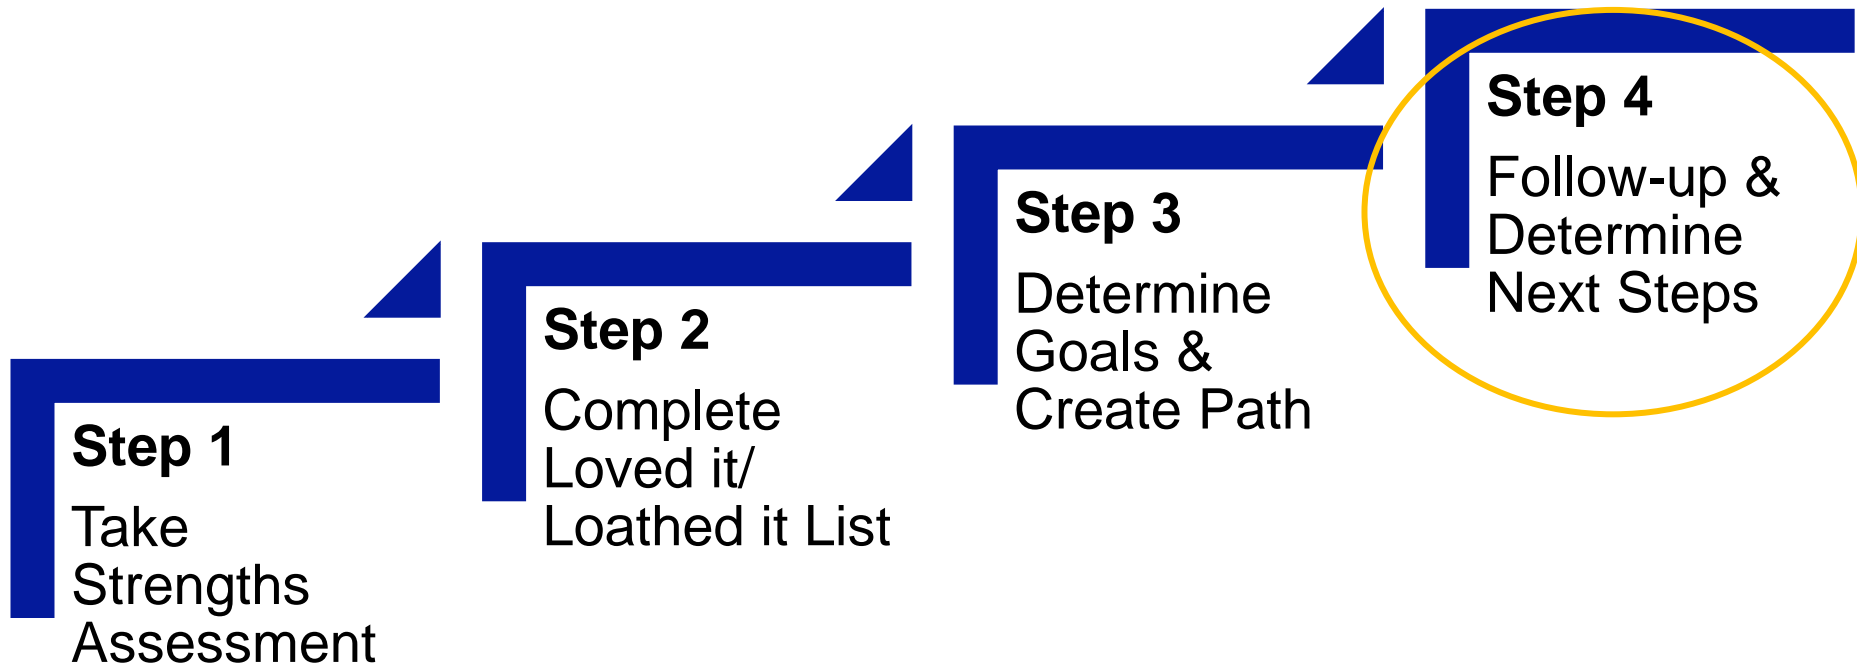 Step 1
Take
Strengths
Assessment
Step 2
Complete
Loved it/
Loathed it List
Step 3
Determine
Goals &
Create Path
Step 4
Follow-up &
Determine
Next Steps